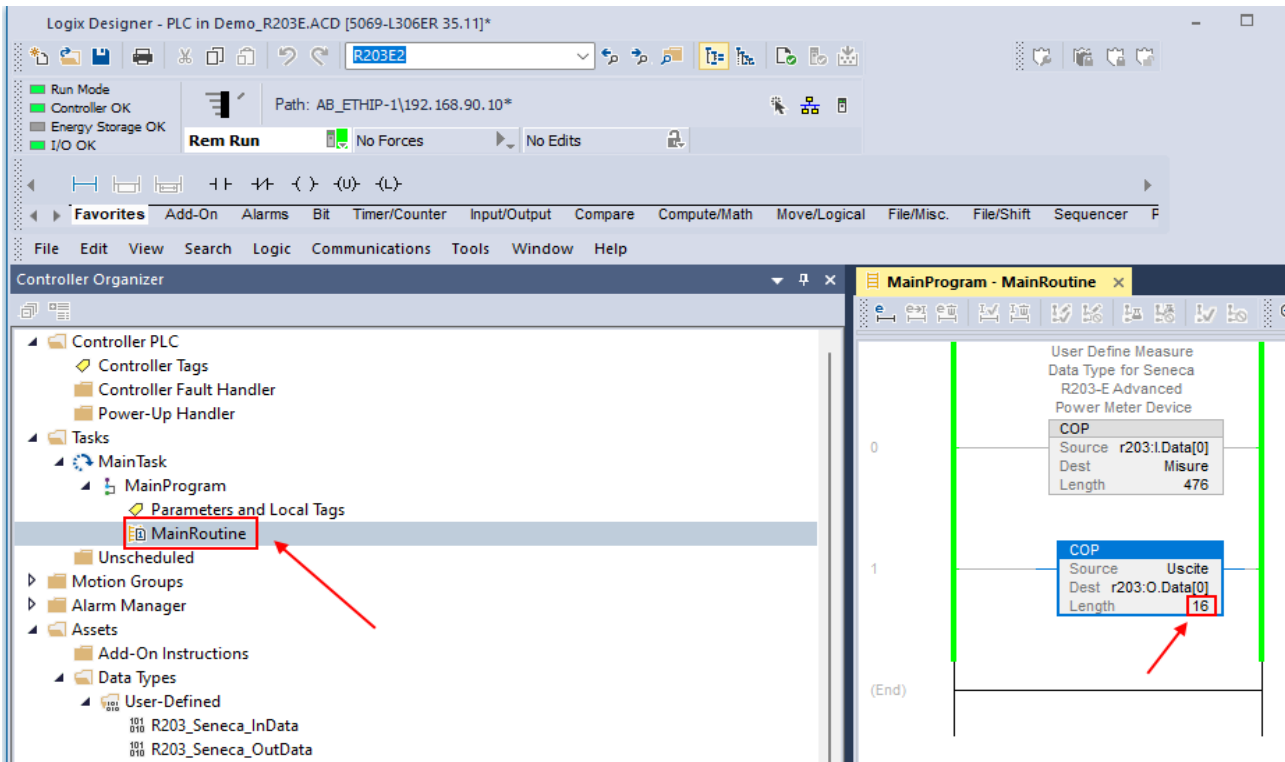 Logix Designer - PLC in Demo_R203E.ACD [5069-L306ER 35.11]*
R203E2
Run Mode
Controller OK
Energy Storage OK
I/O OK
Path: AB_ETHIP-1\192.168.90.10*
Rem Run
No Forces
No Edits
Favorites Add-On Alarms Bit Timer/Counter Input/Output Compare Compute/Math Move/Logical File/Misc. File/Shift Sequencer
File Edit View Search Logic Communications Tools Window Help
Controller Organizer
Controller PLC
Controller Tags
Controller Fault Handler
Power-Up Handler
Tasks
MainTask
MainProgram
Parameters and Local Tags
MainRoutine
Unscheduled
Motion Groups
Alarm Manager
Assets
Add-On Instructions
Data Types
User-Defined
R203_Seneca_InData
R203_Seneca_OutData
MainProgram - MainRoutine
User Define Measure
Data Type for Seneca
R203-E Advanced
Power Meter Device
COP
0
Source r203:I.Data[0]
Dest Misure
Length 476
COP
1
Source Uscite
Dest r203:O.Data[0]
Length 16
(End)